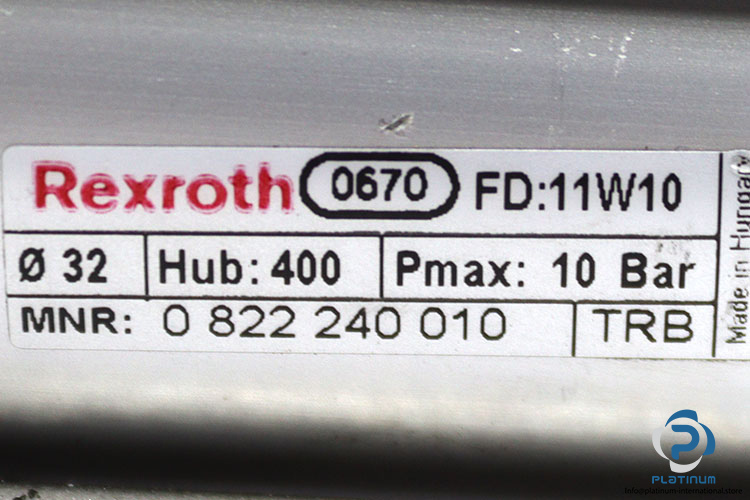 Rexroth 0670 FD:11W10
Ø 32 Hub: 400 Pmax: 10 Bar
MNR: 0 822 240 010 TRB
Made in Hungary
P
PLATINUM